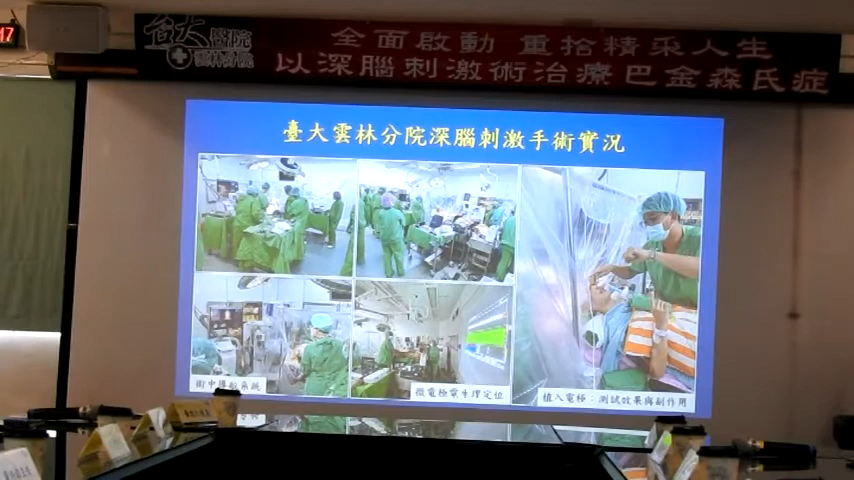 17
台大醫院
雲林分院
全面啟動 重拾精采人生
以深腦刺激術治療巴金森氏症
臺大雲林分院深腦刺激手術實況
術中導航系統
微電極電生理定位
植入電極：測試效果與副作用